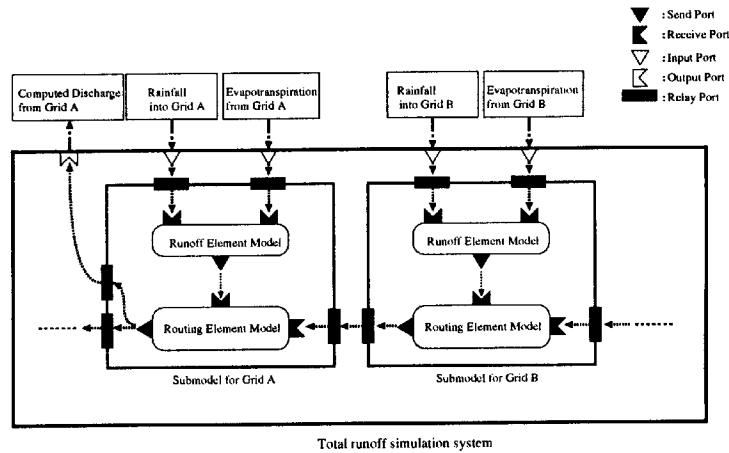 : Send Port
: Receive Port
: Input Port
: Output Port
: Relay Port
Computed Discharge
from Grid A
Rainfall
into Grid A
Evapotranspiration
from Grid A
Rainfall
into Grid B
Evapotranspiration
from Grid B
Runoff Element Model
Runoff Element Model
Routing Element Model
Routing Element Model
Submodel for Grid A
Submodel for Grid B
Total runoff simulation system